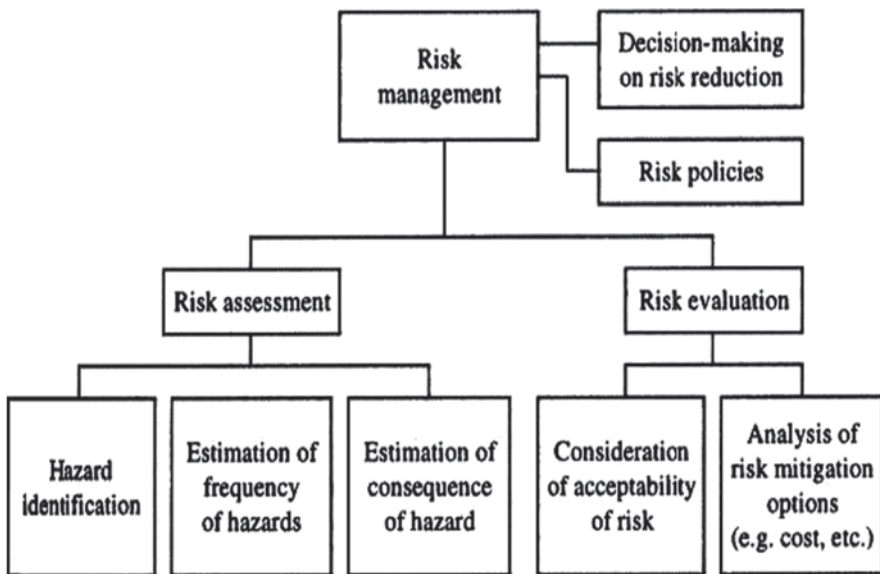 Risk
management
Decision-making
on risk reduction
Risk policies
Risk assessment
Risk evaluation
Hazard
identification
Estimation of
frequency
of hazards
Estimation of
consequence
of hazard
Consideration
of acceptability
of risk
Analysis of
risk mitigation
options
(e.g. cost, etc.)